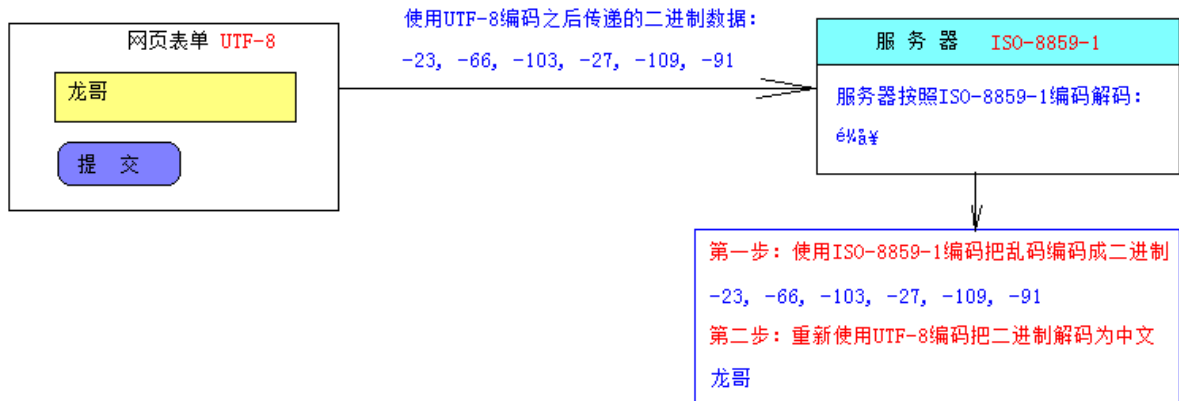 网页表单 UTF-8
龙哥
提 交
使用UTF-8编码之后传递的二进制数据:
-23, -66, -103, -27, -109, -91
服 务 器 ISO-8859-1
服务器按照ISO-8859-1编码解码:
é¾å¥
第一步: 使用ISO-8859-1编码把乱码编码成二进制
-23, -66, -103, -27, -109, -91
第二步: 重新使用UTF-8编码把二进制解码为中文
龙哥